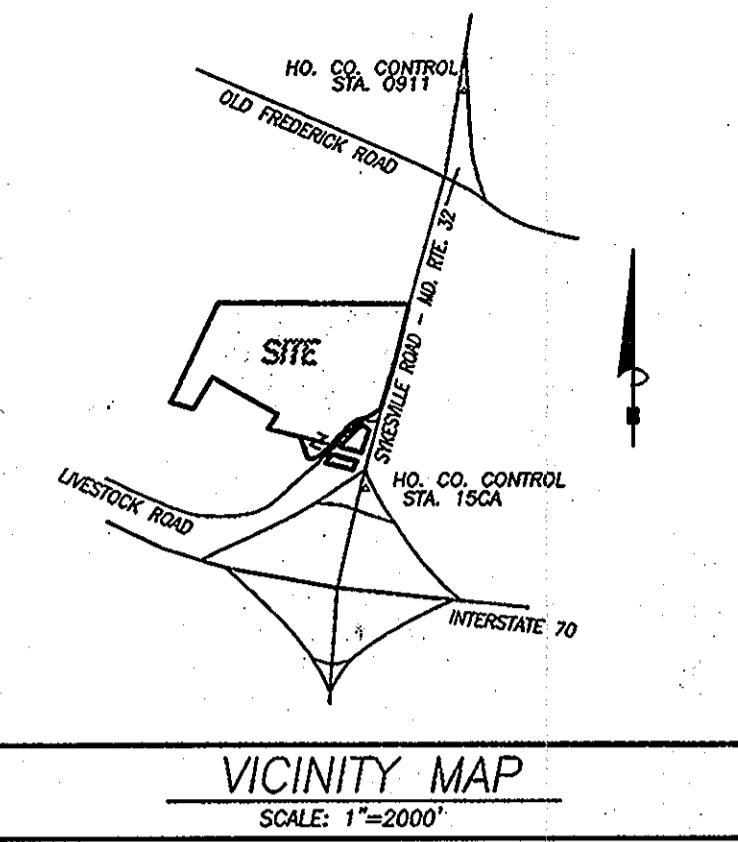 HO. CO. CONTROL
STA. 0911
OLD FREDERICK ROAD
SYKESVILLE ROAD - MD. RTE. 32
SITE
HO. CO. CONTROL
STA. 15CA
LIVESTOCK ROAD
INTERSTATE 70
VICINITY MAP
SCALE: 1"=2000'